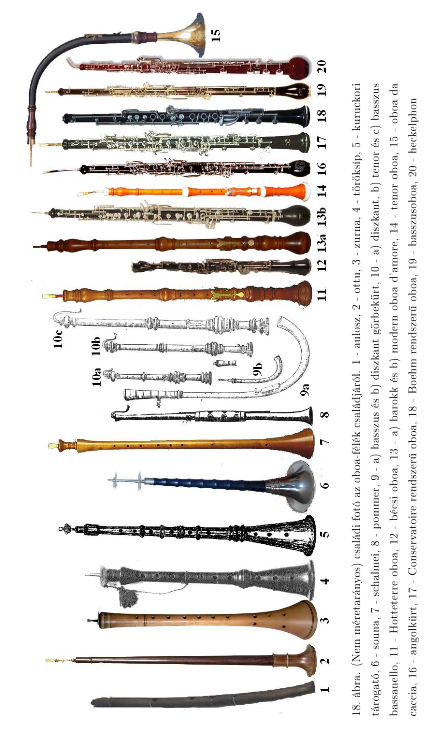 1
2
3
4
5
6
7
8
9a
9b
10a
10b
10c
11
12
13a
13b
14
16
17
18
19
20
15
18. ábra. (Nem méretarányos) családi fotó az oboa-félék családjáról. 1 - aulosz, 2 - ottu, 3 - zurna, 4 - töröksíp, 5 - kuruckori
tárogató, 6 - souna, 7 - schalmei, 8 - pommer, 9 - a) basszus és b) diszkant görbekürt, 10 - a) diszkant, b) tenor és c) basszus
bassanello, 11 - Hotteterre oboa, 12 - bécsi oboa, 13 - a) barokk és b) modern oboa d'amore, 14 - tenor oboa, 15 - oboa da
caccia, 16 - angolkürt, 17 - Conservatoire rendszerű oboa, 18 - Boehm rendszerű oboa, 19 - basszusoboa, 20 - heckelphon